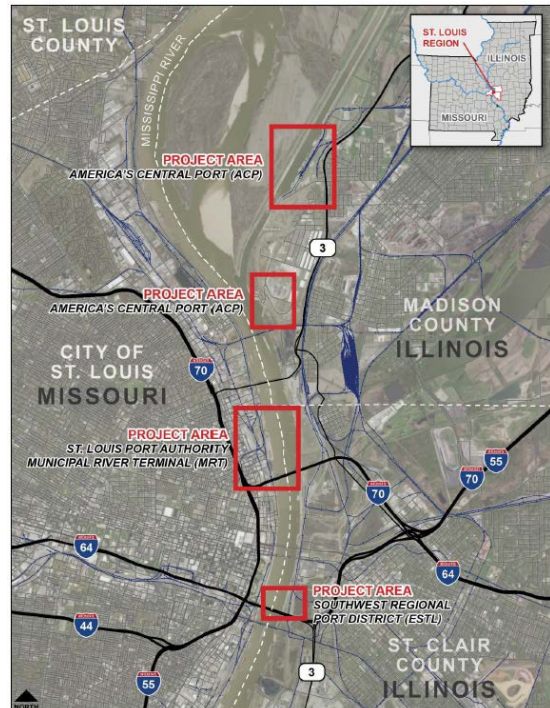 ST. LOUIS
COUNTY
MISSISSIPPI RIVER
ST. LOUIS
REGION
ILLINOIS
MISSOURI
PROJECT AREA
AMERICA'S CENTRAL PORT (ACP)
3
PROJECT AREA
AMERICA'S CENTRAL PORT (ACP)
MADISON
COUNTY
ILLINOIS
CITY OF
ST. LOUIS
MISSOURI
70
PROJECT AREA
ST. LOUIS PORT AUTHORITY
MUNICIPAL RIVER TERMINAL (MRT)
55
70
70
64
64
PROJECT AREA
SOUTHWEST REGIONAL
PORT DISTRICT (ESTL)
44
ST. CLAIR
COUNTY
ILLINOIS
3
55
NORTH